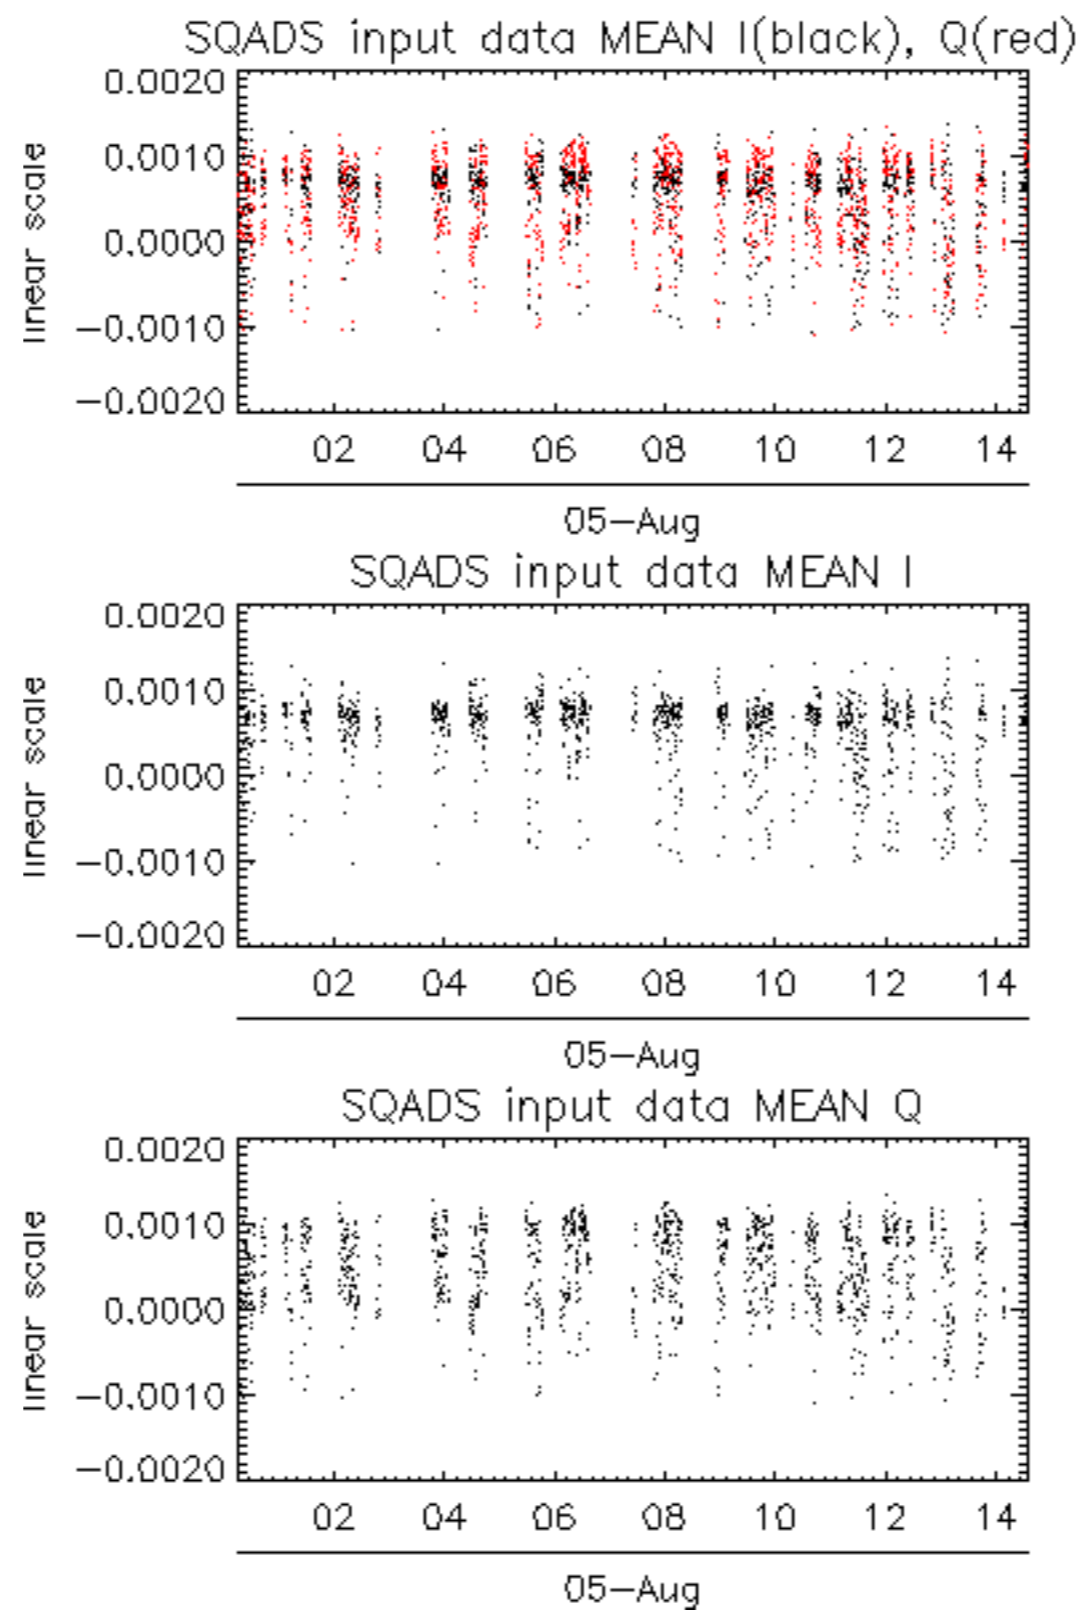 SQADS input data MEAN I(black), Q(red)
0.0020
0.0010
0.0000
−0.0010
−0.0020
linear scale
02 04 06 08 10 12 14
05−Aug
SQADS input data MEAN I
0.0020
0.0010
0.0000
−0.0010
−0.0020
linear scale
02 04 06 08 10 12 14
05−Aug
SQADS input data MEAN Q
0.0020
0.0010
0.0000
−0.0010
−0.0020
linear scale
02 04 06 08 10 12 14
05−Aug